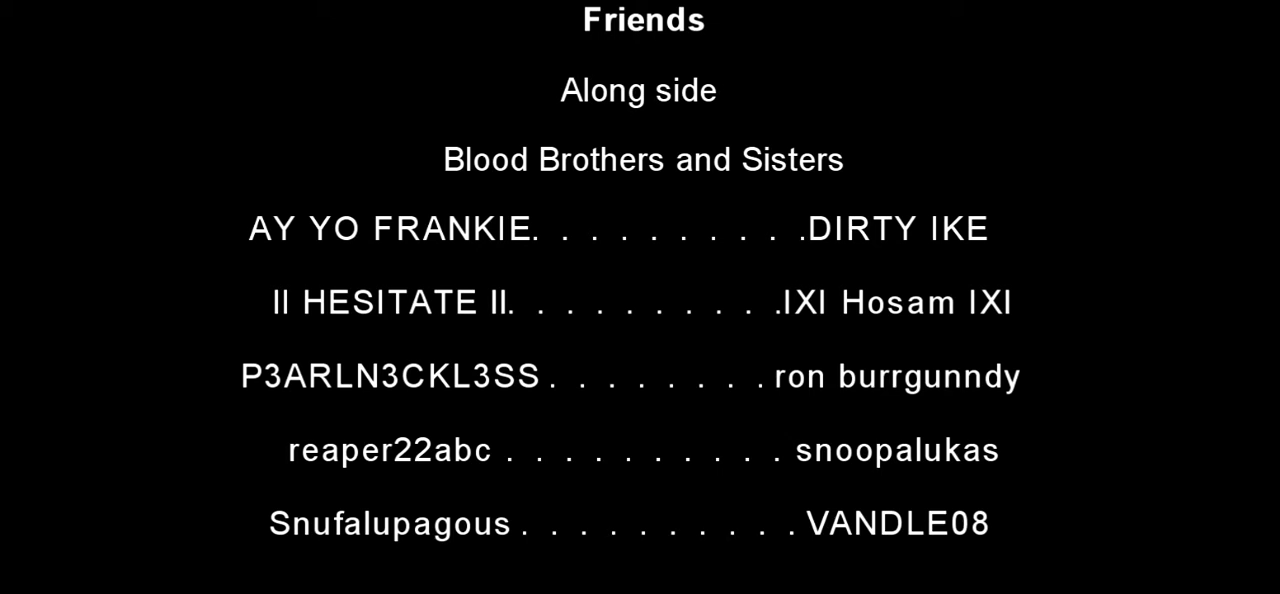 Friends
Along side
Blood Brothers and Sisters
AY YO FRANKIE. . . . . . . . . .DIRTY IKE
II HESITATE II. . . . . . . . . .IXI Hosam IXI
P3ARLN3CKL3SS . . . . . . . . ron burrgunndy
reaper22abc . . . . . . . . . . snoopalukas
Snufalupagous . . . . . . . . . . VANDLE08